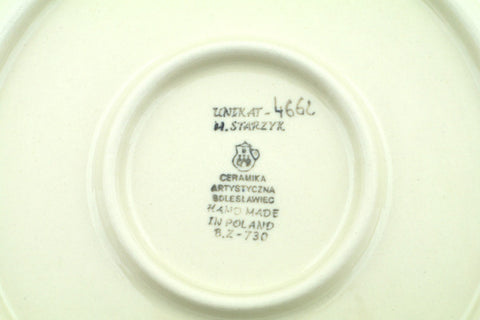 UNIKAT-4662
M. STARZYK
CERAMIKA
ARTYSTYCZNA
BOLESŁAWIEC
HAND MADE
IN POLAND
B.Z-730